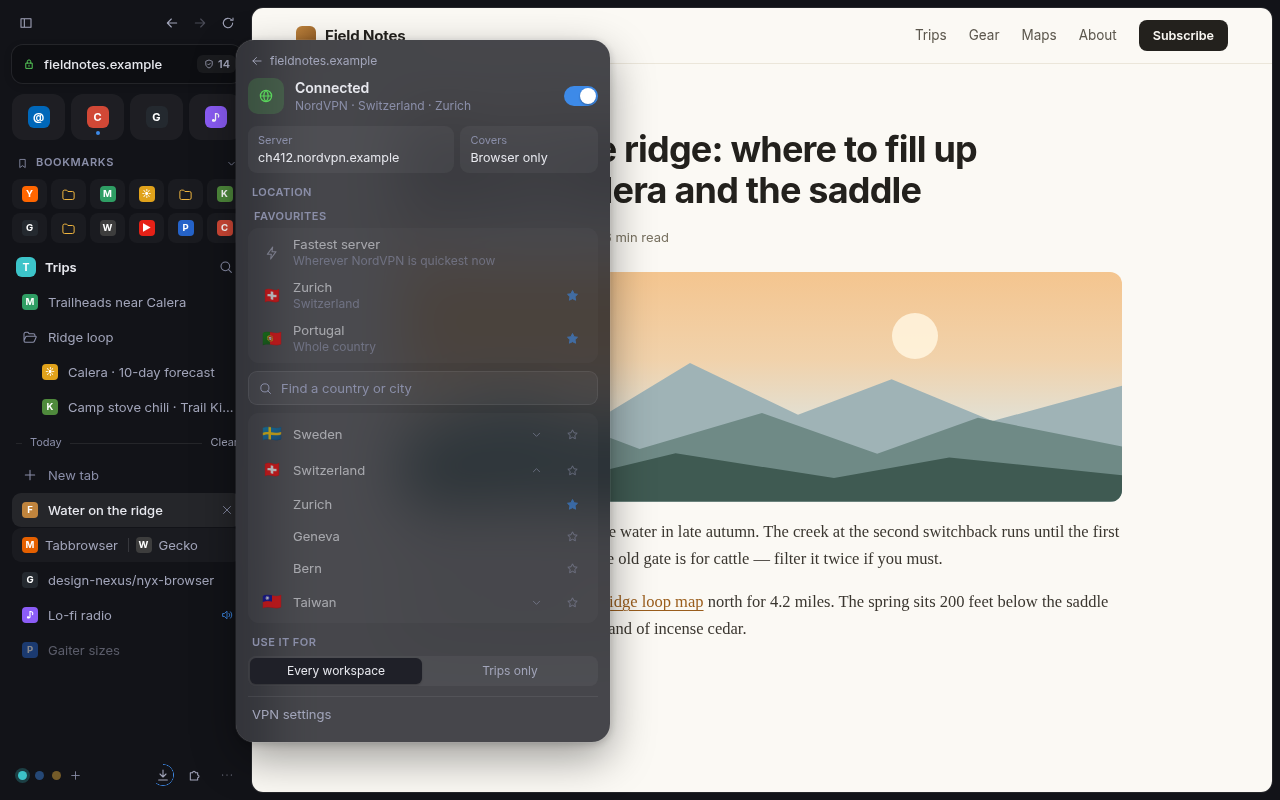 fieldnotes.example
14
@
C
G
BOOKMARKS
Y
M
K
G
W
P
C
T
Trips
M
Trailheads near Calera
Ridge loop
Calera · 10-day forecast
K
Camp stove chili · Trail Ki...
Today
Clear
New tab
F
Water on the ridge
M
Tabbrowser
W
Gecko
G
design-nexus/nyx-browser
Lo-fi radio
P
Gaiter sizes
fieldnotes.example
Connected
NordVPN · Switzerland · Zurich
Server
ch412.nordvpn.example
Covers
Browser only
LOCATION
FAVOURITES
Fastest server
Wherever NordVPN is quickest now
Zurich
Switzerland
Portugal
Whole country
Find a country or city
Sweden
Switzerland
Zurich
Geneva
Bern
Taiwan
USE IT FOR
Every workspace
Trips only
VPN settings
Field Notes
Trips
Gear
Maps
About
Subscribe
ridge: where to fill up
and the saddle
min read
water in late autumn. The creek at the second switchback runs until the first
old gate is for cattle — filter it twice if you must.
loop map north for 4.2 miles. The spring sits 200 feet below the saddle
of incense cedar.